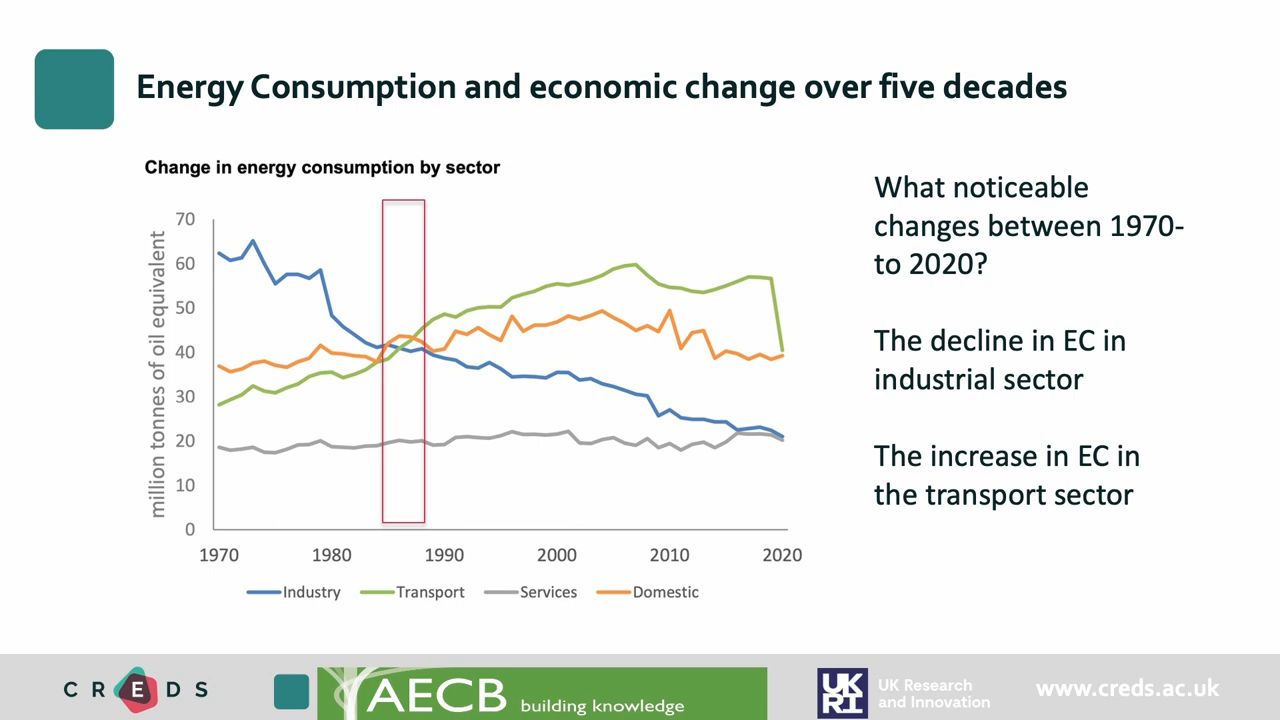 Energy Consumption and economic change over five decades
Change in energy consumption by sector
million tonnes of oil equivalent
70
60
50
40
30
20
10
0
1970 1980 1990 2000 2010 2020
Industry Transport Services Domestic
What noticeable
changes between 1970-
to 2020?
The decline in EC in
industrial sector
The increase in EC in
the transport sector
CREDS
AECB building knowledge
UK
RI
UK Research
and Innovation
www.creds.ac.uk